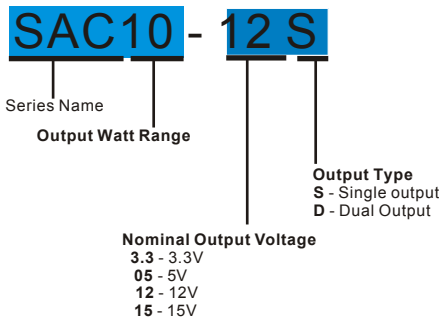 SAC10 - 12 S
Series Name
Output Watt Range
Output Type
S - Single output
D - Dual Output
Nominal Output Voltage
3.3 - 3.3V
05 - 5V
12 - 12V
15 - 15V